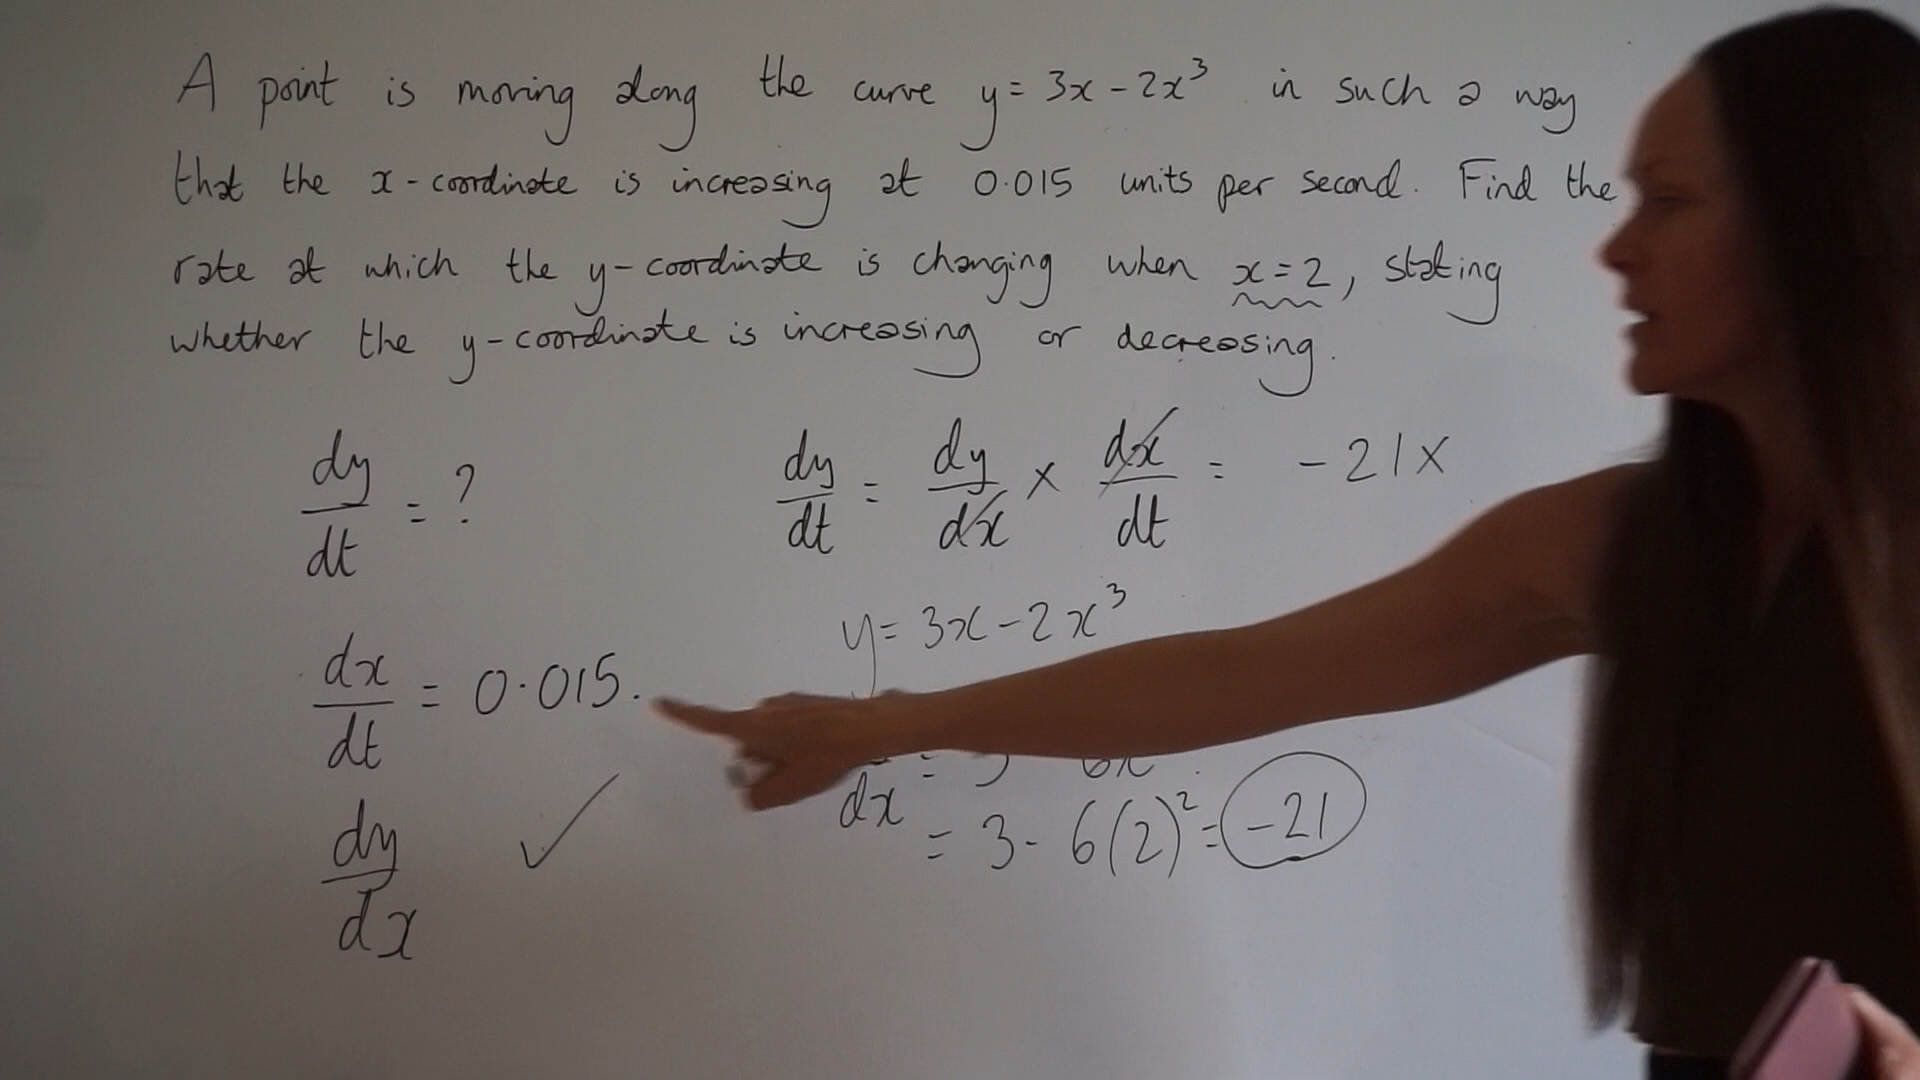 A point is moving along the curve y = 3x - 2x³ in such a way
that the x-coordinate is increasing at 0.015 units per second. Find the
rate at which the y-coordinate is changing when x=2, stating
whether the y-coordinate is increasing or decreasing.
dy/dt = ?
dy/dt = dy/dx × dx/dt = -21×
y = 3x - 2x³
dx/dt = 0.015.
dx
= 3 - 6(2)² = -21
dy/dx ✓